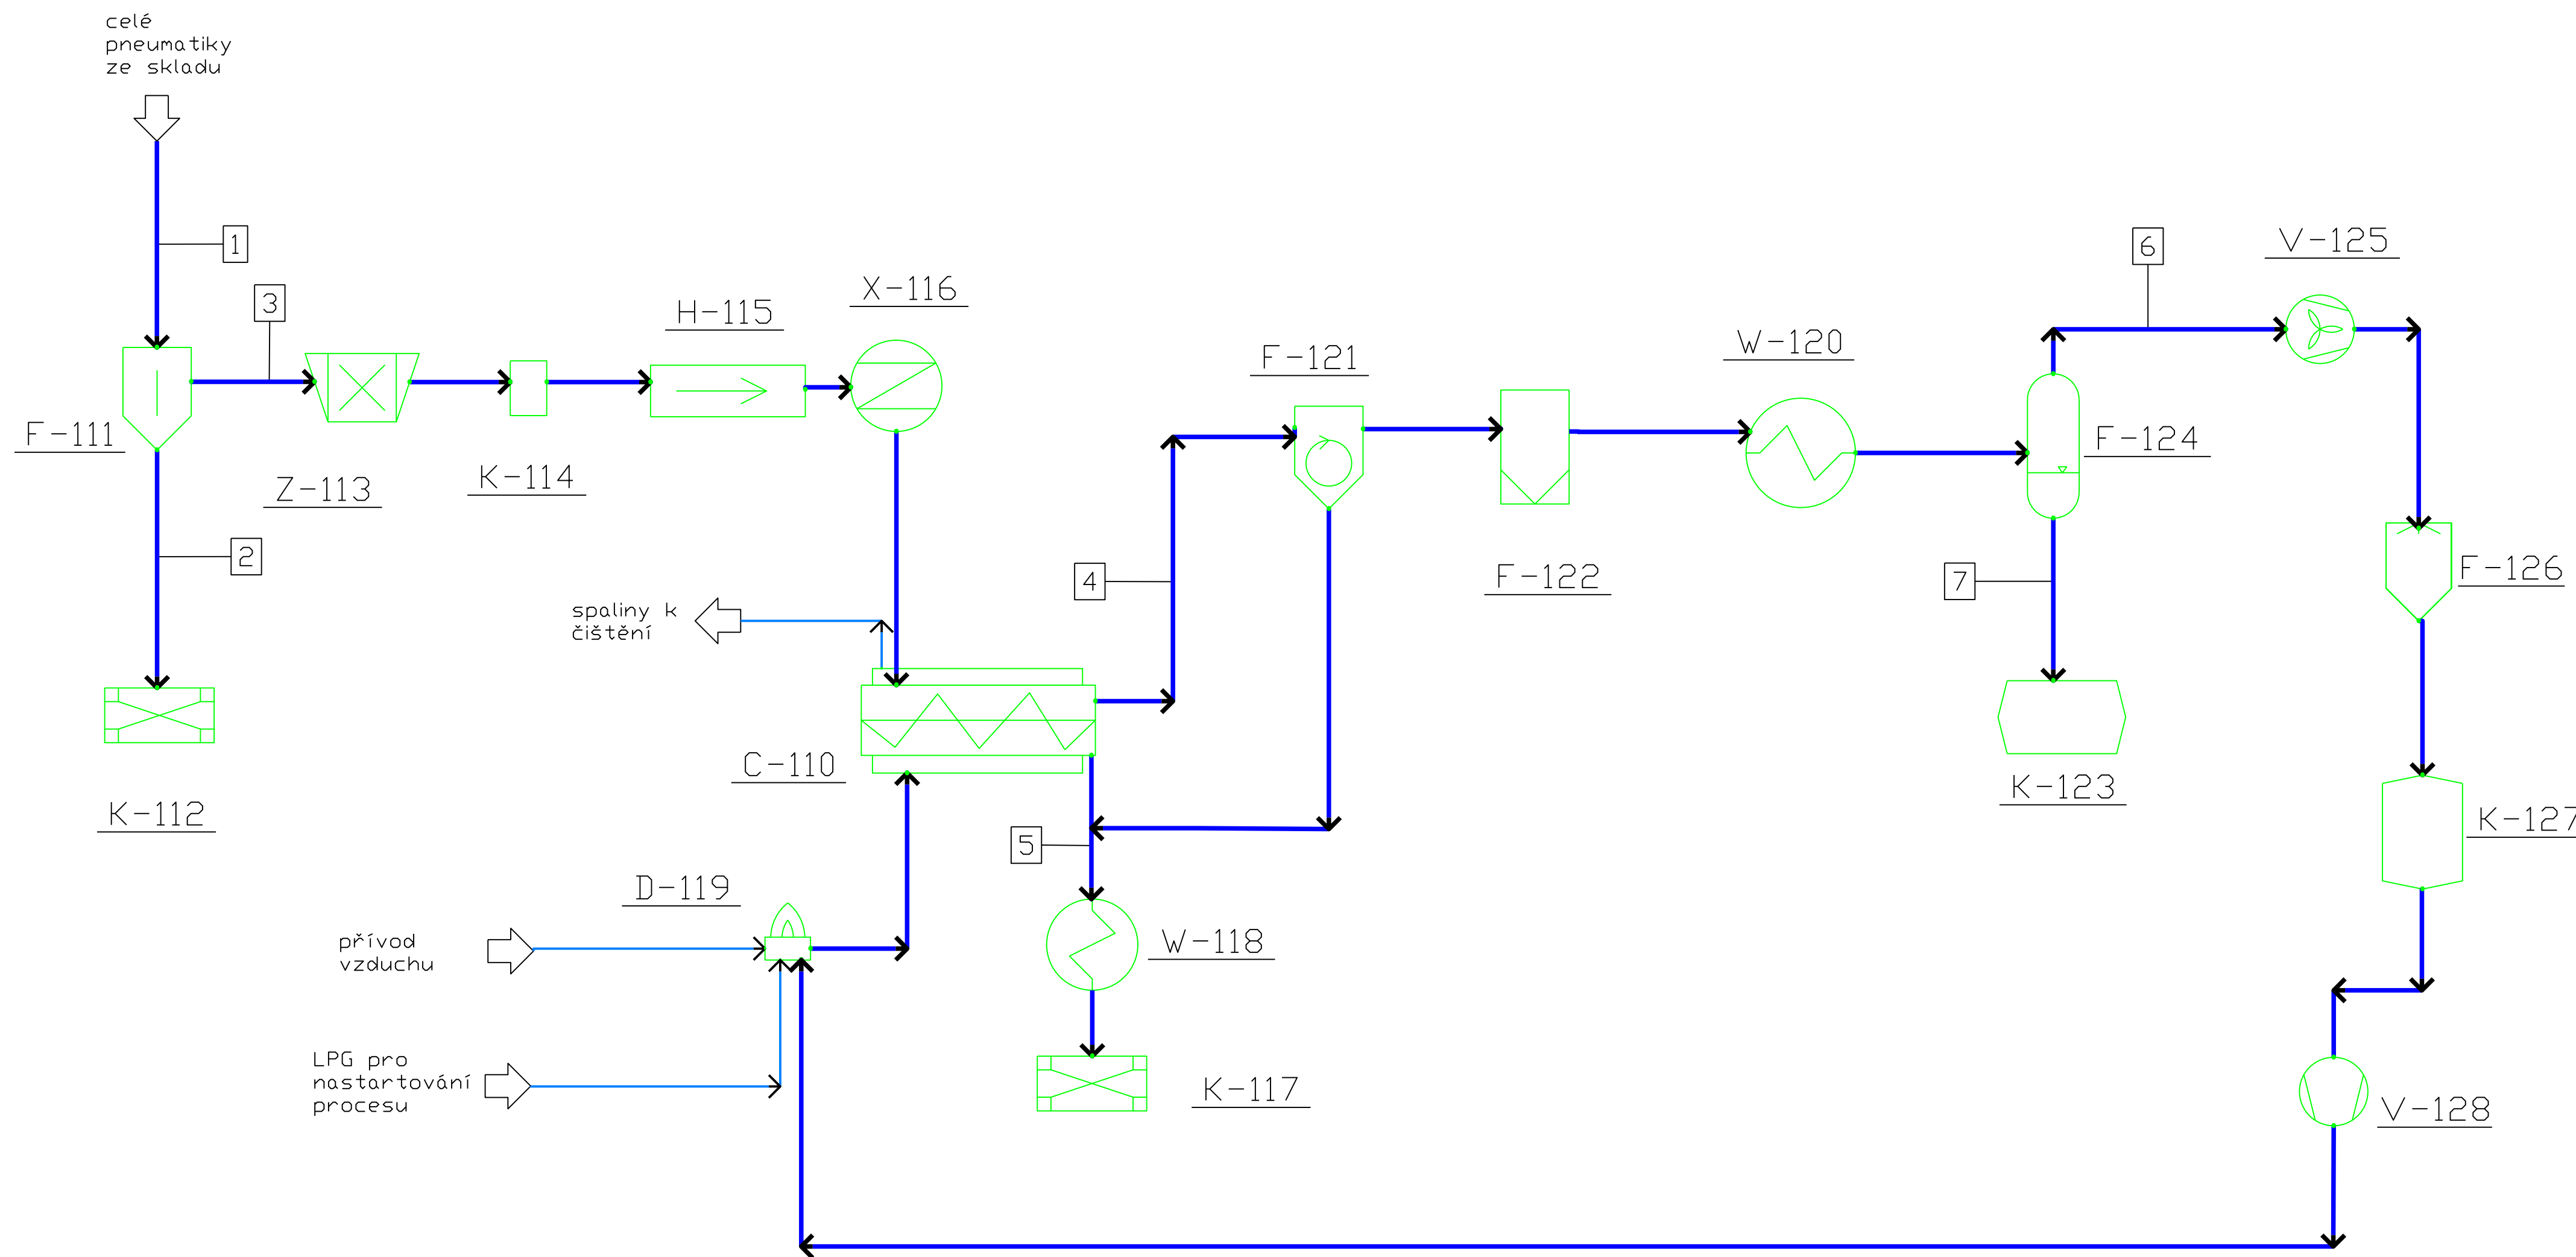 celé
pneumatiky
ze skladu
1
6
V-125
3
X-116
H-115
W-120
F-121
F-111
F-124
K-114
Z-113
2
F-126
F-122
4
7
spaliny k
čištění
C-110
K-123
K-112
K-127
5
D-119
přívod
vzduchu
W-118
LPG pro
nastartování
procesu
K-117
V-128